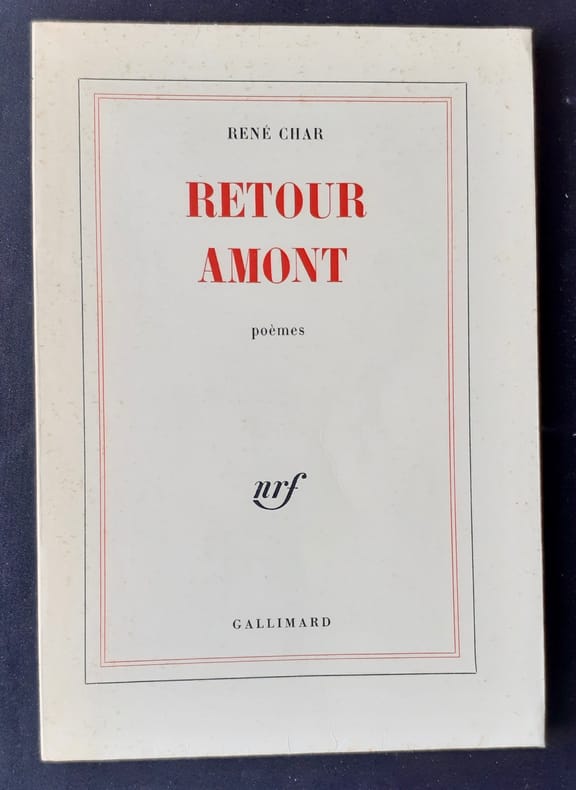 RENÉ CHAR
RETOUR
AMONT
poèmes
nrf
GALLIMARD